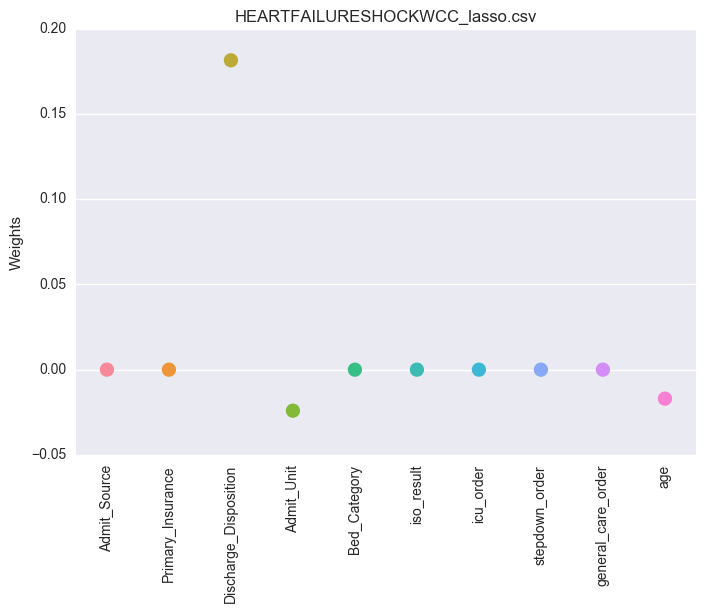 HEARTFAILURESHOCKWCC_lasso.csv
0.20
0.15
0.10
0.05
0.00
−0.05
Weights
Admit_Source
Primary_Insurance
Discharge_Disposition
Admit_Unit
Bed_Category
iso_result
icu_order
stepdown_order
general_care_order
age